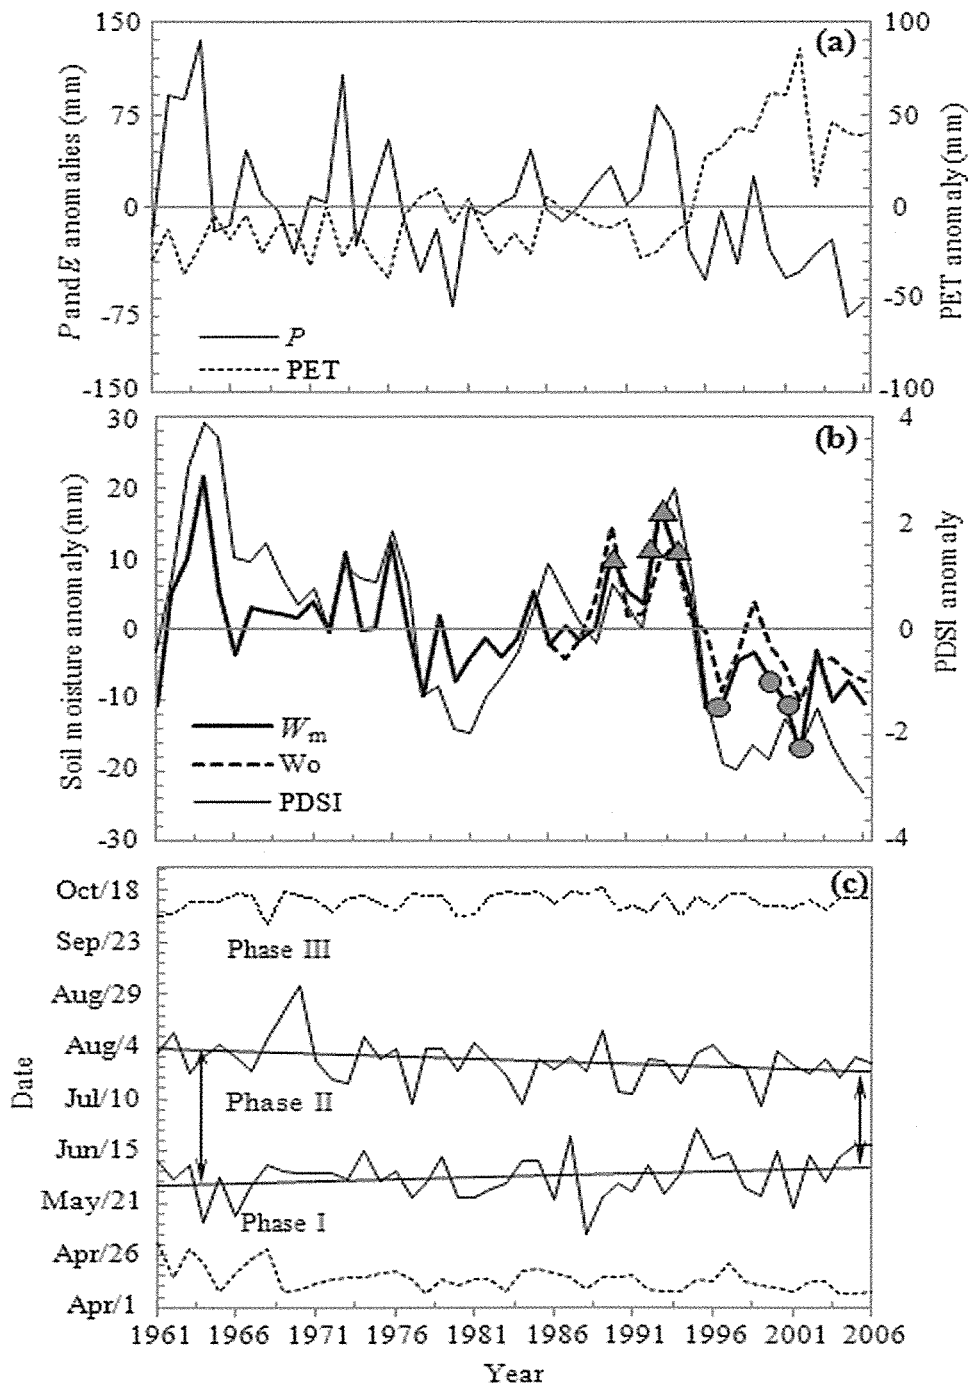 150
100
(a)
75
50
0
0
-75
-50
-150
-100
P and E anomalies (mm)
PET anomaly (mm)
P
PET
30
4
(b)
20
2
10
0
0
-10
-2
-20
-30
-4
Soil moisture anomaly (mm)
PDSI anomaly
Wm
Wo
PDSI
(c)
Oct/18
Sep/23
Phase III
Aug/29
Aug/4
Jul/10
Phase II
Jun/15
May/21
Phase I
Apr/26
Apr/1
Date
1961 1966 1971 1976 1981 1986 1991 1996 2001 2006
Year